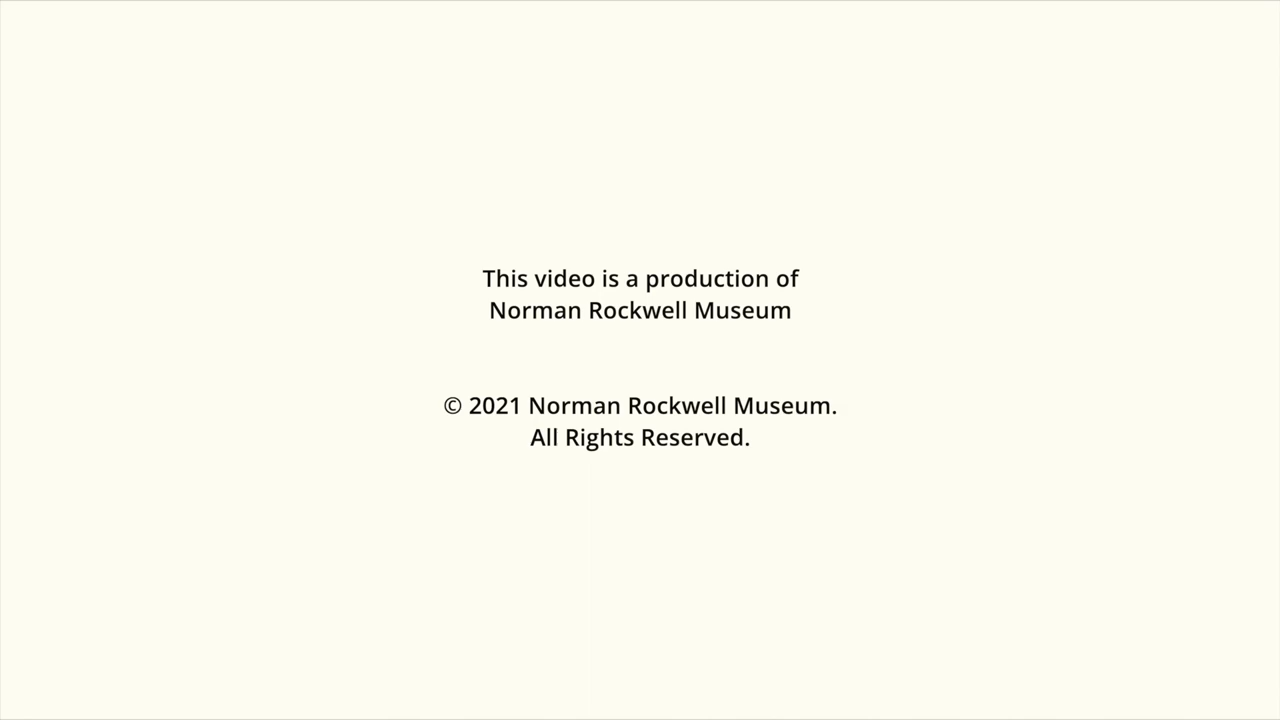 This video is a production of
Norman Rockwell Museum
© 2021 Norman Rockwell Museum.
All Rights Reserved.